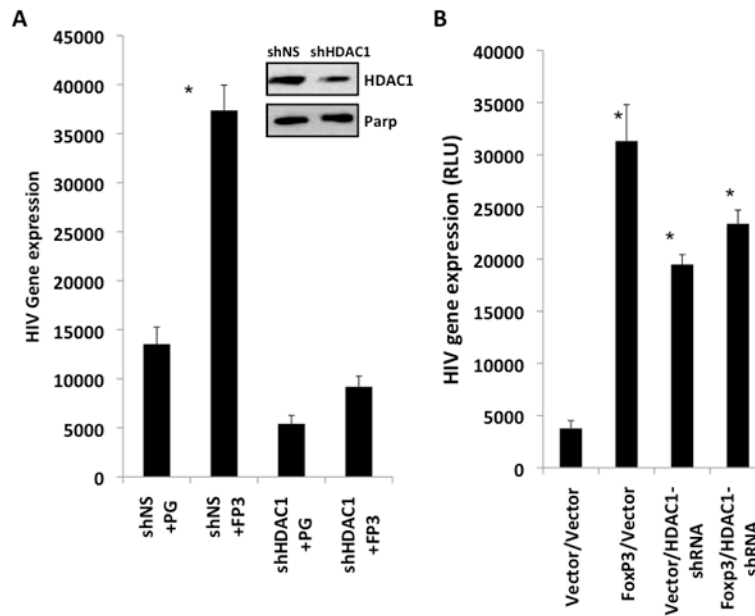 A
HIV Gene expression
45000
40000
35000
30000
25000
20000
15000
10000
5000
0
*
shNS shHDAC1
HDAC1
Parp
shNS
+PG
shNS
+FP3
shHDAC1
+PG
shHDAC1
+FP3
B
HIV gene expression (RLU)
40000
35000
30000
25000
20000
15000
10000
5000
0
*
*
*
Vector/Vector
FoxP3/Vector
Vector/HDAC1-
shRNA
Foxp3/HDAC1-
shRNA